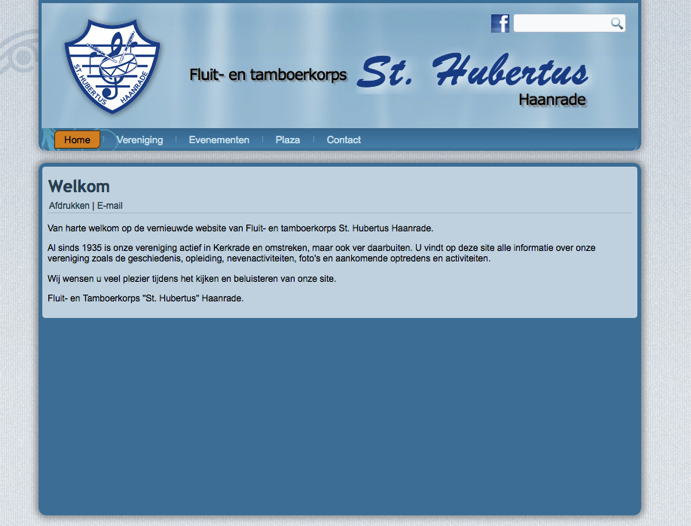 ST. HUBERTUS HAANRADE
Fluit- en tamboerkorps St. Hubertus
Haanrade
Home Vereniging Evenementen Plaza Contact
Welkom
Afdrukken | E-mail
Van harte welkom op de vernieuwde website van Fluit- en tamboerkorps St. Hubertus Haanrade.
Al sinds 1935 is onze vereniging actief in Kerkrade en omstreken, maar ook ver daarbuiten. U vindt op deze site alle informatie over onze
vereniging zoals de geschiedenis, opleiding, nevenactiviteiten, foto's en aankomende optredens en activiteiten.
Wij wensen u veel plezier tijdens het kijken en beluisteren van onze site.
Fluit- en Tamboerkorps "St. Hubertus" Haanrade.